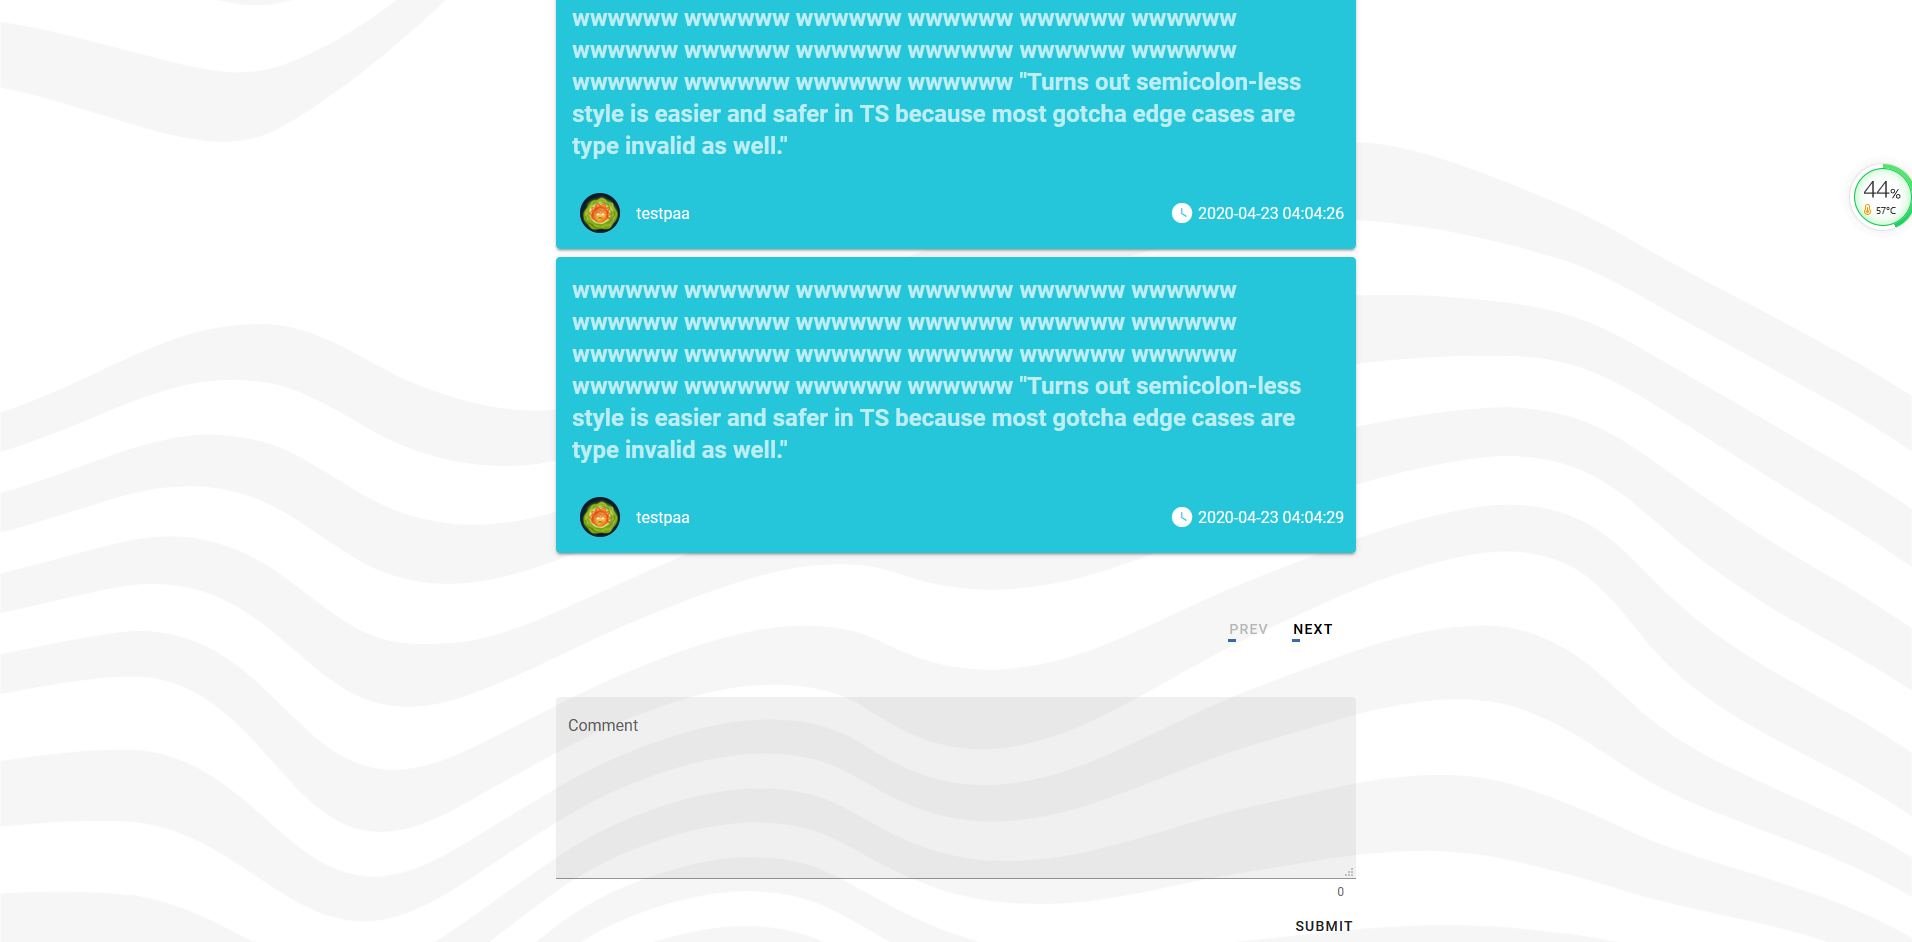 wwwwww wwwwww wwwwww wwwwww wwwwww wwwwww
wwwwww wwwwww wwwwww wwwwww wwwwww wwwwww
wwwwww wwwwww wwwwww wwwwww "Turns out semicolon-less
style is easier and safer in TS because most gotcha edge cases are
type invalid as well."
testpaa
2020-04-23 04:04:26
44%
57°C
wwwwww wwwwww wwwwww wwwwww wwwwww wwwwww
wwwwww wwwwww wwwwww wwwwww wwwwww wwwwww
wwwwww wwwwww wwwwww wwwwww wwwwww wwwwww
wwwwww wwwwww wwwwww wwwwww "Turns out semicolon-less
style is easier and safer in TS because most gotcha edge cases are
type invalid as well."
testpaa
2020-04-23 04:04:29
PREV NEXT
Comment
0
SUBMIT